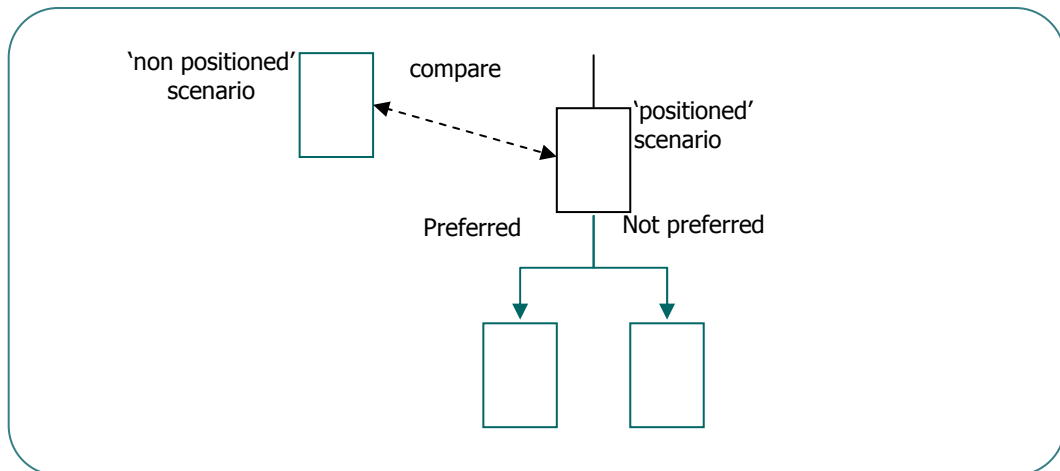 ‘non positioned’
scenario
compare
‘positioned’
scenario
Preferred
Not preferred